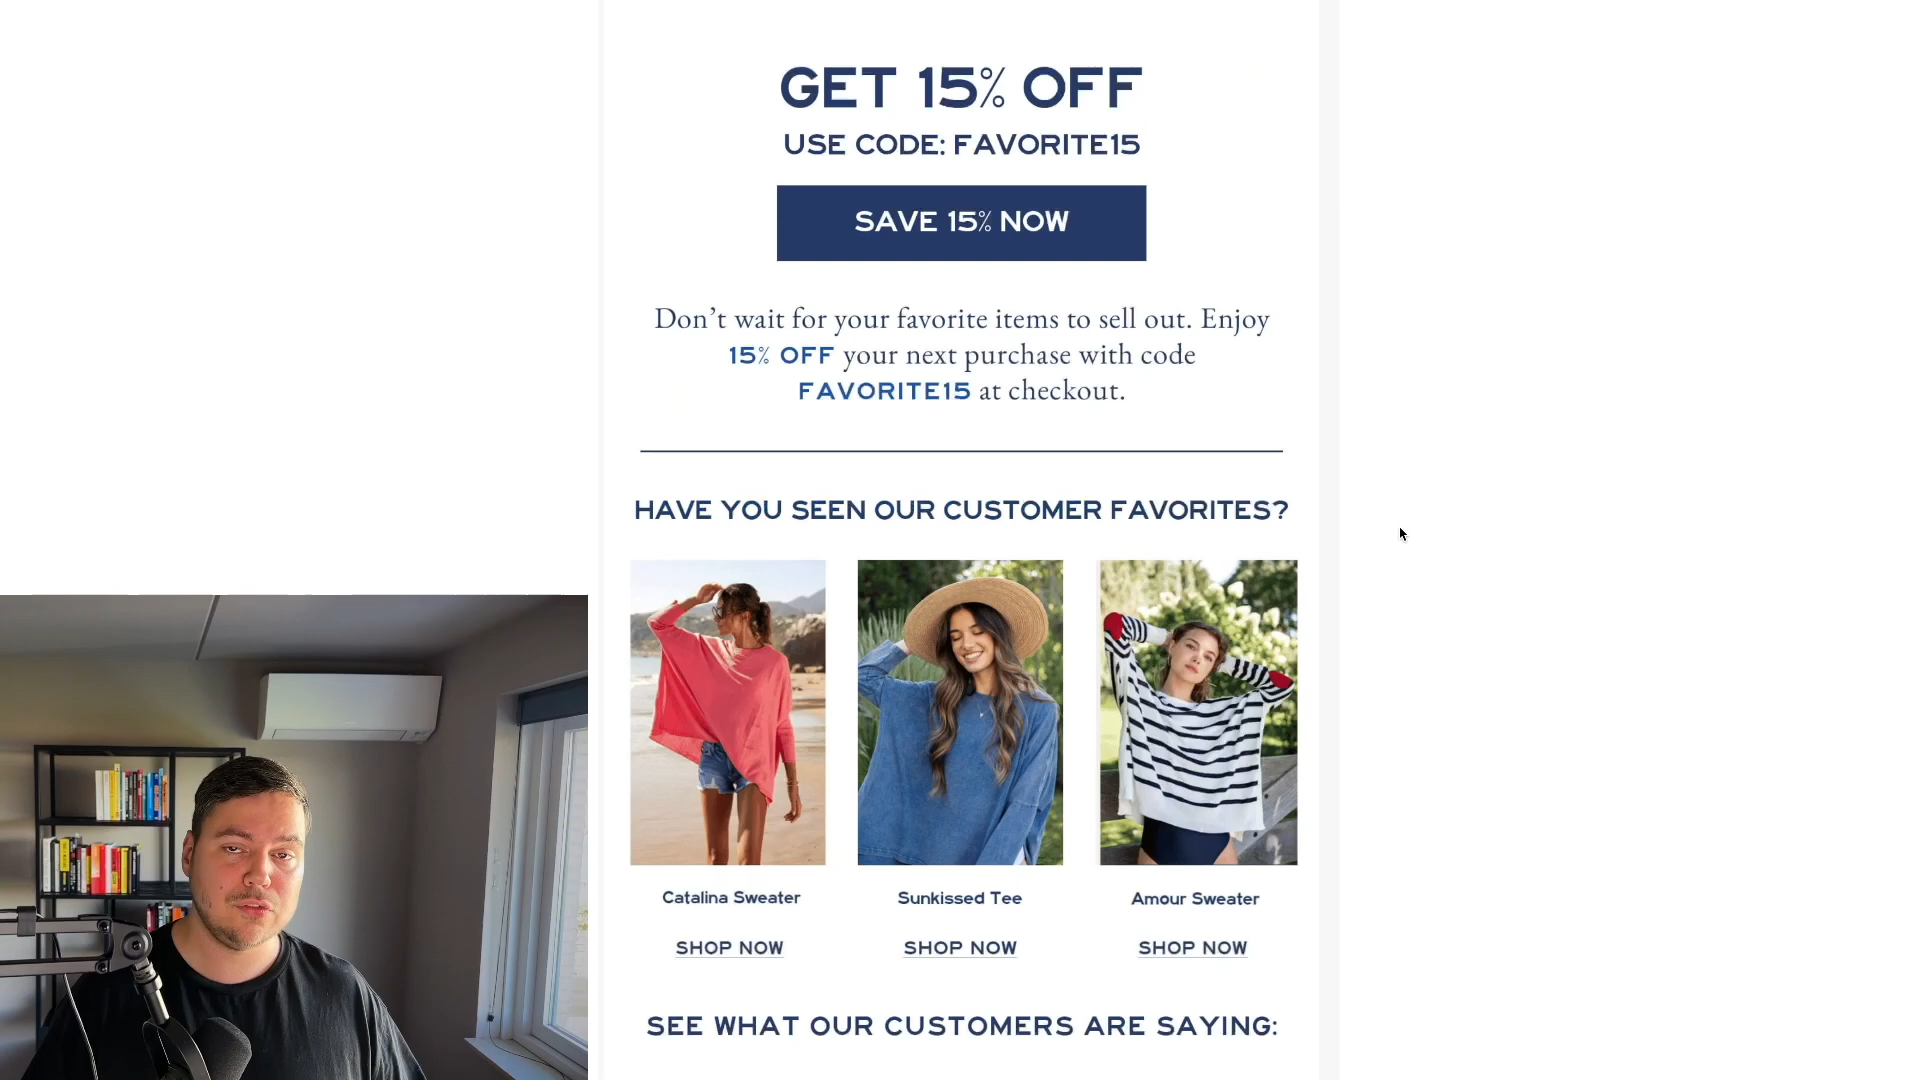 GET 15% OFF
USE CODE: FAVORITE15
SAVE 15% NOW
Don’t wait for your favorite items to sell out. Enjoy
15% OFF your next purchase with code
FAVORITE15 at checkout.
HAVE YOU SEEN OUR CUSTOMER FAVORITES?
Catalina Sweater
Sunkissed Tee
Amour Sweater
SHOP NOW
SHOP NOW
SHOP NOW
SEE WHAT OUR CUSTOMERS ARE SAYING: